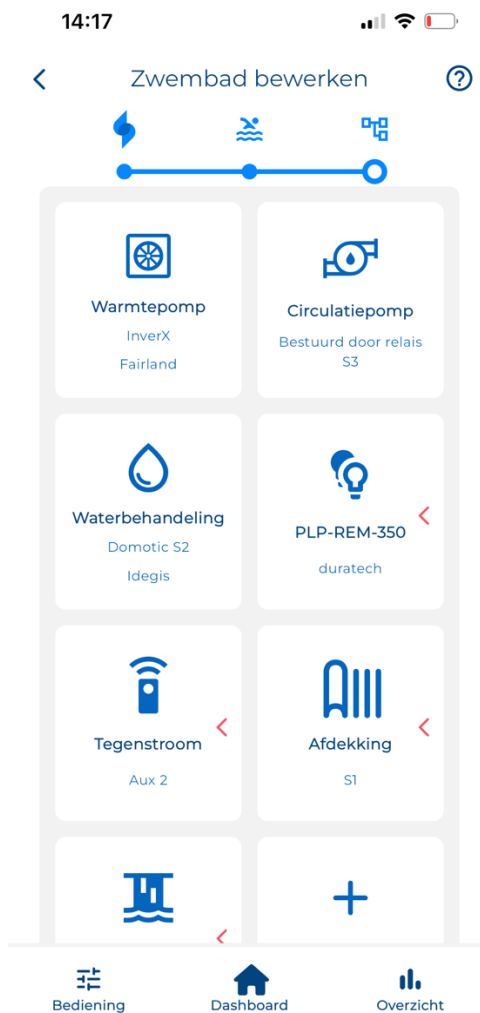 14:17
Zwembad bewerken
Warmtepomp
InverX
Fairland
Circulatiepomp
Bestuurd door relais
S3
Waterbehandeling
Domotic S2
Idegis
PLP-REM-350
duratech
Tegenstroom
Aux 2
Afdekking
S1
Bediening
Dashboard
Overzicht